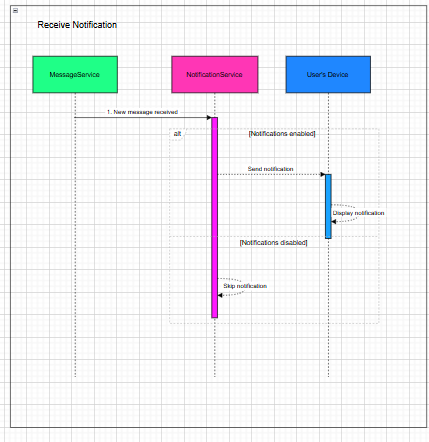 Receive Notification
MessageService
NotificationService
User's Device
1. New message received
alt
[Notifications enabled]
Send notification
Display notification
[Notifications disabled]
Skip notification